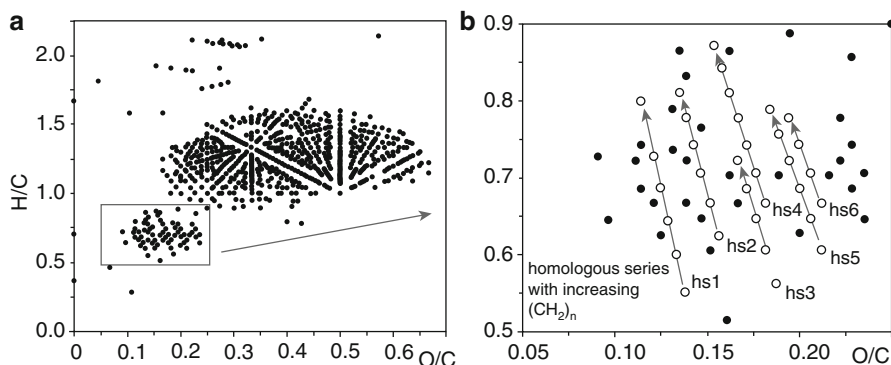 a
2.0
1.5
1.0
0.5
0.0
H/C
0
0.1
0.2
0.3
0.4
0.5
0.6
O/C
b
0.9
0.8
0.7
0.6
0.5
hs4
hs6
hs2
hs5
hs1
hs3
homologous series
with increasing
(CH₂)ₙ
0.05
0.10
0.15
0.20
O/C